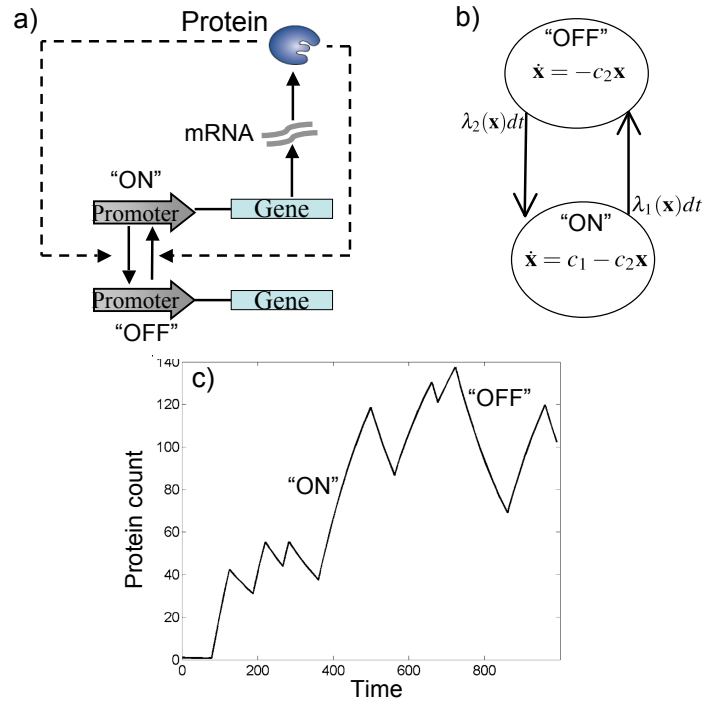 a)
Protein
mRNA
“ON”
Promoter
Gene
Promoter
Gene
“OFF”
b)
“OFF”
ẋ = −c₂x
λ₂(x)dt
λ₁(x)dt
“ON”
ẋ = c₁ − c₂x
c)
140
120
100
80
60
40
20
0
Protein count
“ON”
“OFF”
0
200
400
600
800
Time